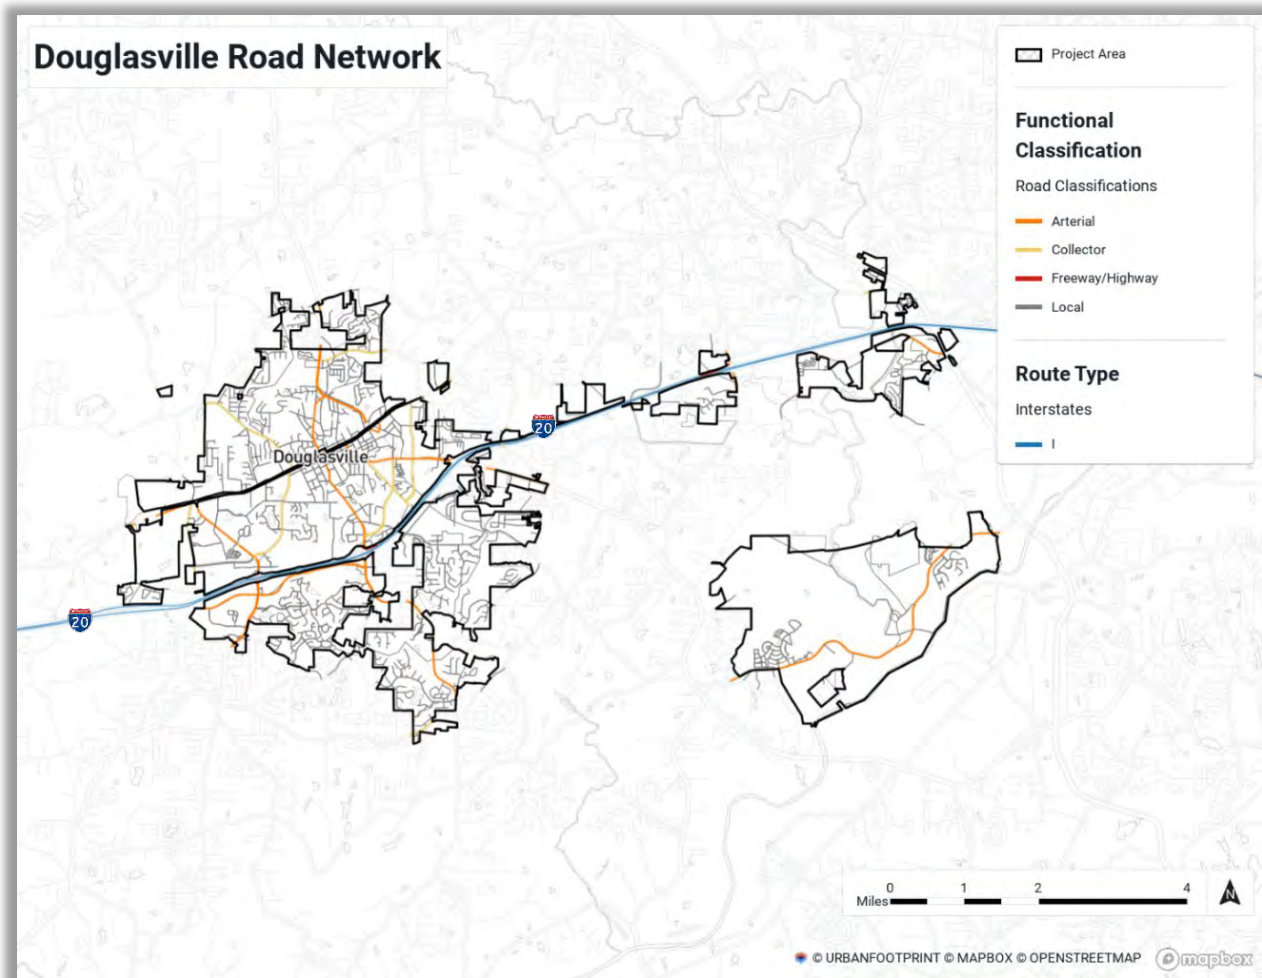 Douglasville Road Network
Project Area
Functional
Classification
Road Classifications
Arterial
Collector
Freeway/Highway
Local
Route Type
Interstates
I
20
Douglasville
20
0 1 2 4
Miles
N
© URBANFOOTPRINT © MAPBOX © OPENSTREETMAP
mapbox